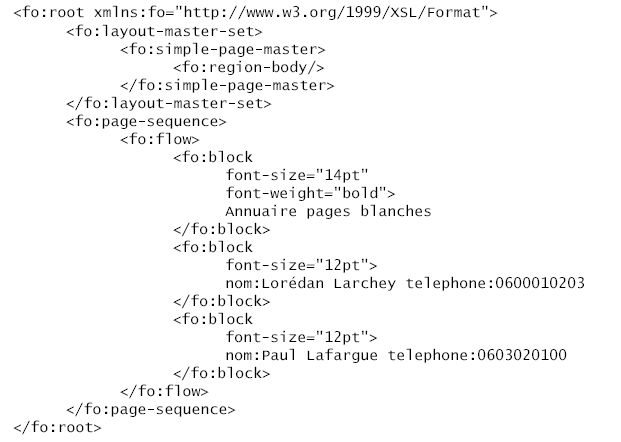 <fo:root xmlns:fo="http://www.w3.org/1999/XSL/Format">
<fo:layout-master-set>
<fo:simple-page-master>
<fo:region-body/>
</fo:simple-page-master>
</fo:layout-master-set>
<fo:page-sequence>
<fo:flow>
<fo:block
font-size="14pt"
font-weight="bold">
Annuaire pages blanches
</fo:block>
<fo:block
font-size="12pt">
nom:Lorédan Larchey telephone:0600010203
</fo:block>
<fo:block
font-size="12pt">
nom:Paul Lafargue telephone:0603020100
</fo:block>
</fo:flow>
</fo:page-sequence>
</fo:root>